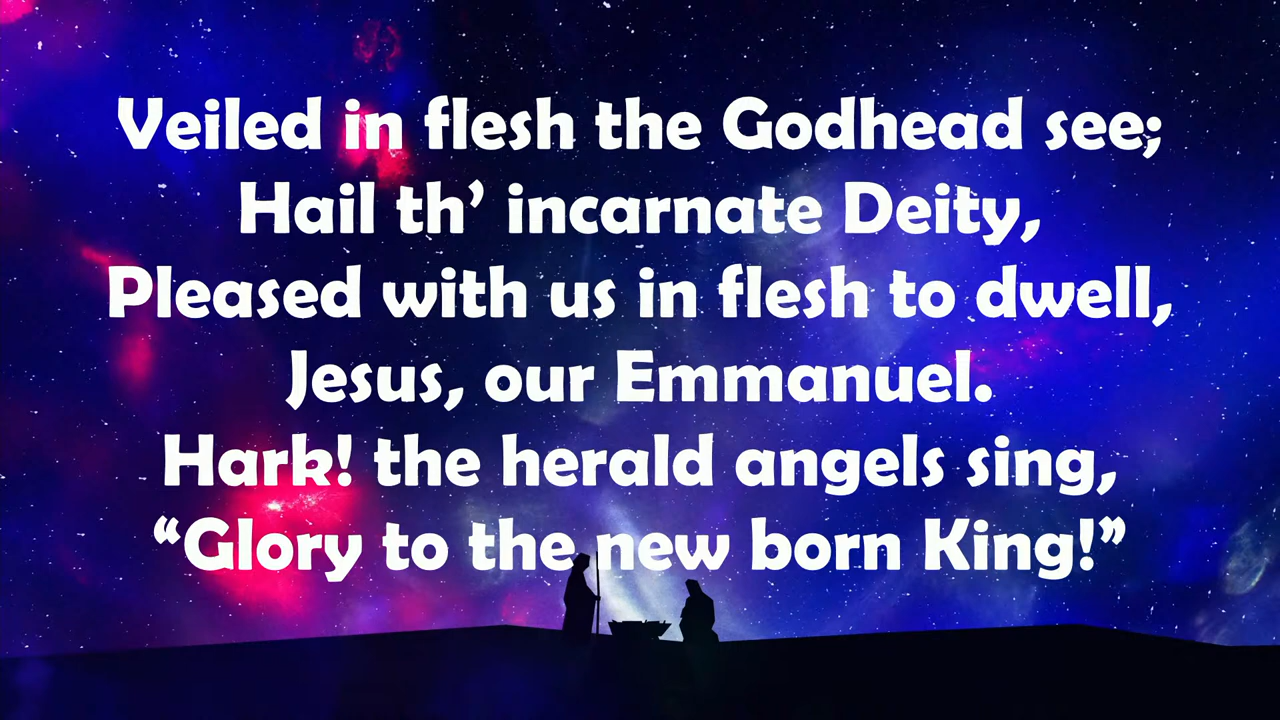 Veiled in flesh the Godhead see;
Hail th’ incarnate Deity,
Pleased with us in flesh to dwell,
Jesus, our Emmanuel.
Hark! the herald angels sing,
“Glory to the new born King!”